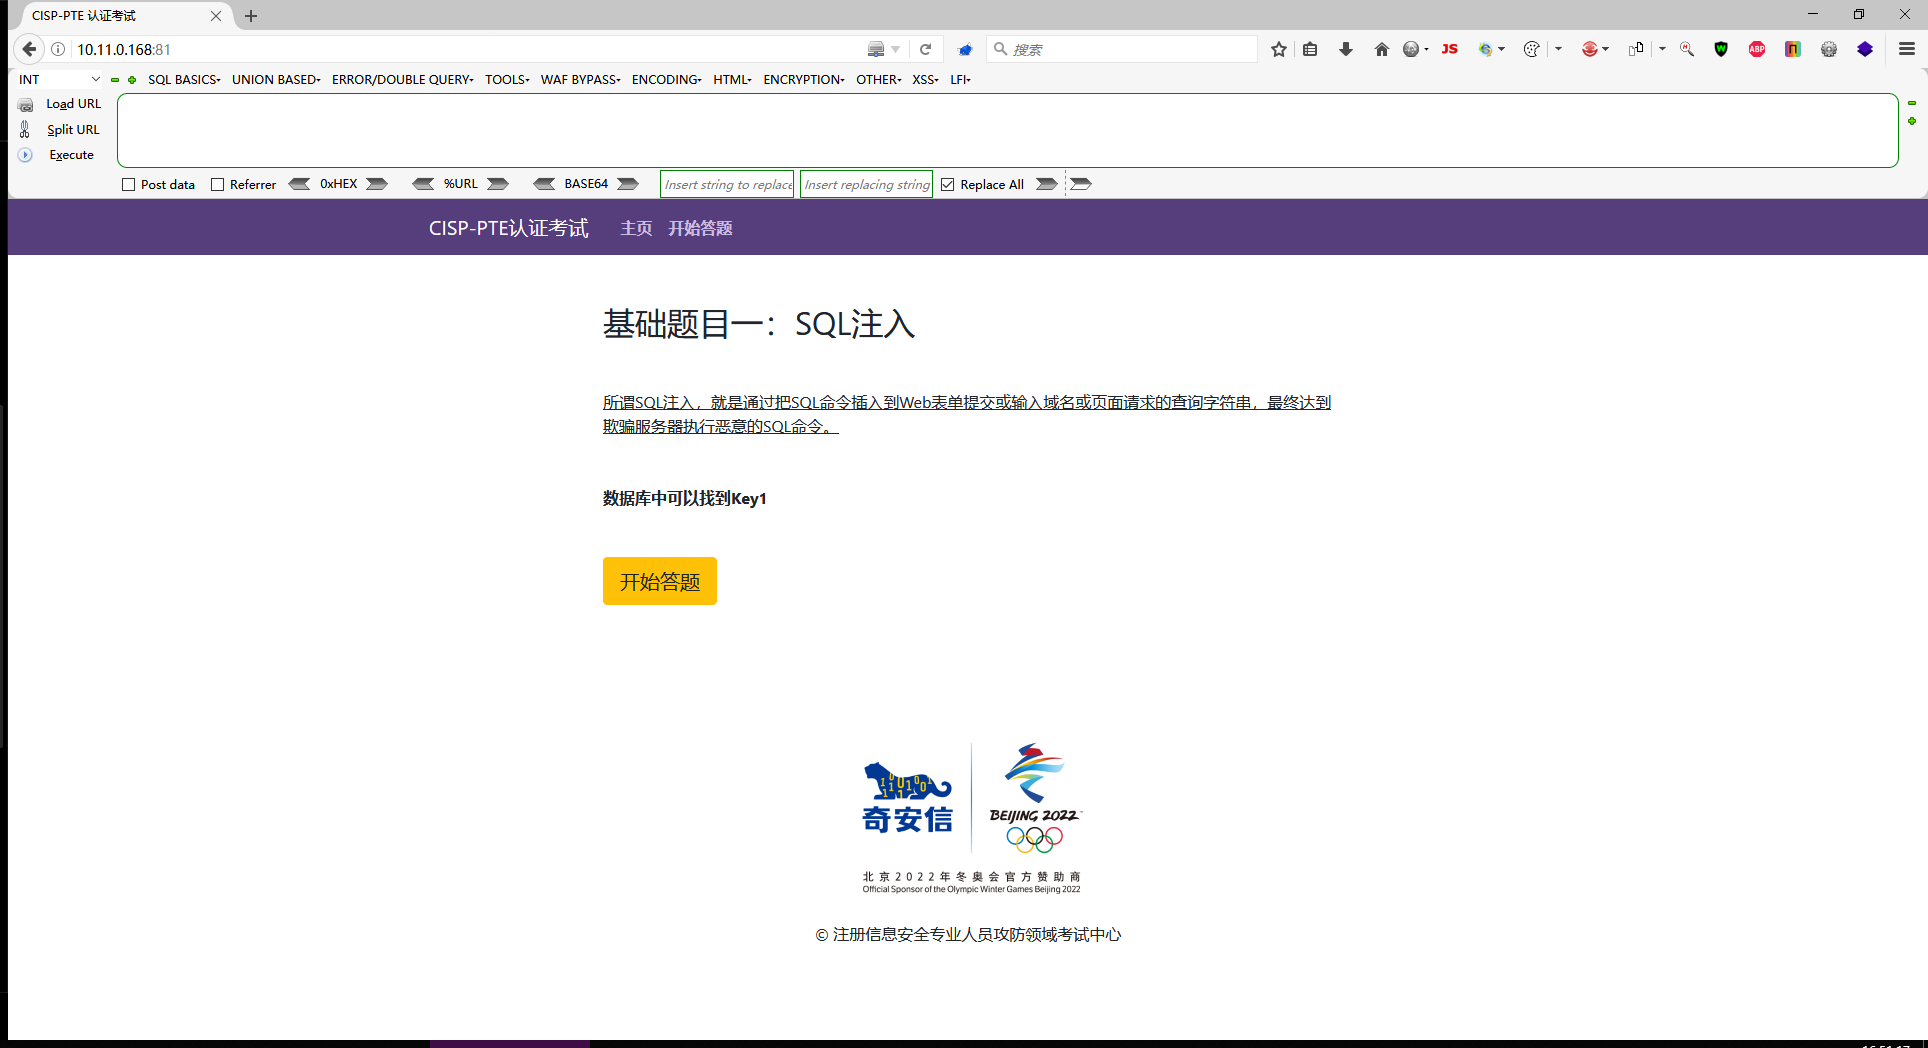 CISP-PTE 认证考试
10.11.0.168:81
搜索
JS
ABP
INT
SQL BASICS
UNION BASED
ERROR/DOUBLE QUERY
TOOLS
WAF BYPASS
ENCODING
HTML
ENCRYPTION
OTHER
XSS
LFI
Load URL
Split URL
Execute
Post data
Referrer
0xHEX
%URL
BASE64
Insert string to replace
Insert replacing string
Replace All
CISP-PTE认证考试
主页
开始答题
基础题目一：SQL注入
所谓SQL注入，就是通过把SQL命令插入到Web表单提交或输入域名或页面请求的查询字符串，最终达到
欺骗服务器执行恶意的SQL命令。
数据库中可以找到Key1
开始答题
奇安信
BEIJING 2022
北京2022年冬奥会官方赞助商
Official Sponsor of the Olympic Winter Games Beijing 2022
© 注册信息安全专业人员攻防领域考试中心